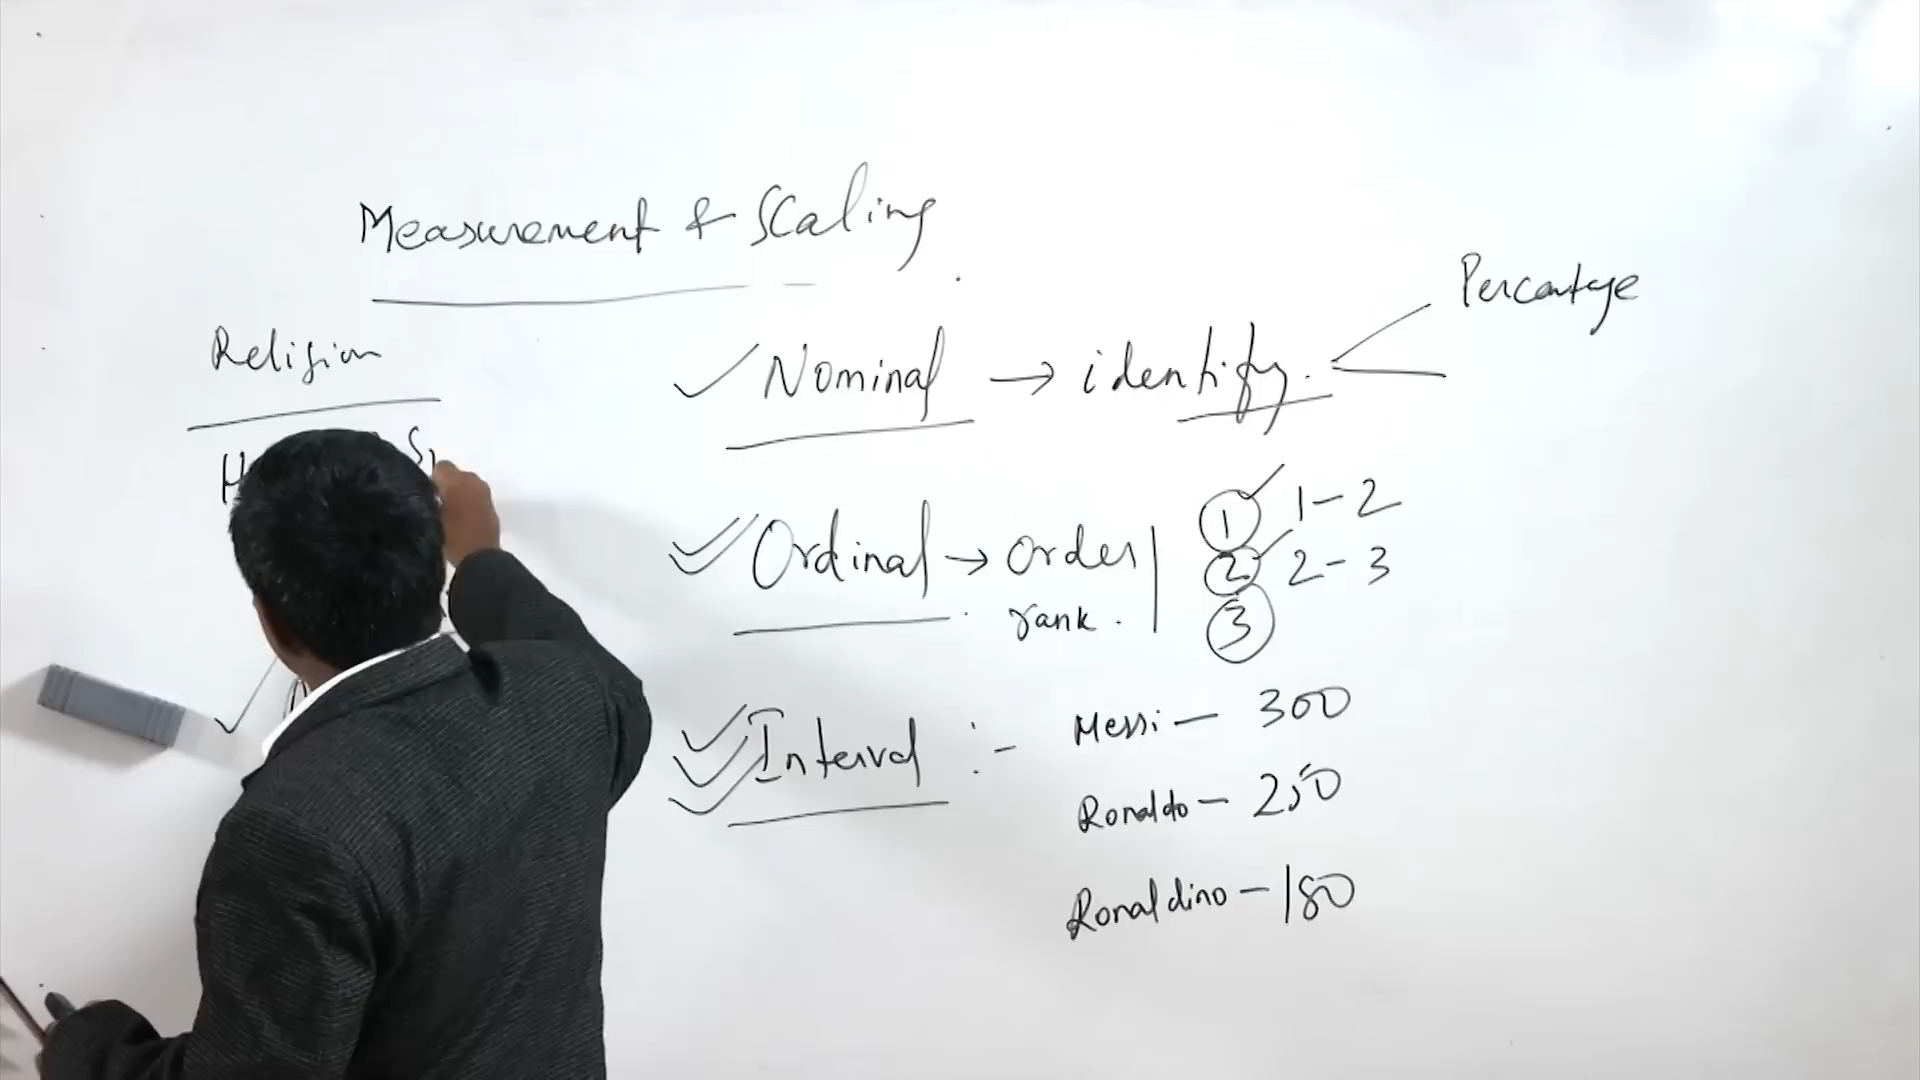 Measurement & Scaling
Religion
Nominal → identify.
Percentage
Ordinal → order
rank.
1
2
3
1-2
2-3
Interval :-
Messi - 300
Ronaldo - 250
Ronaldino - 180